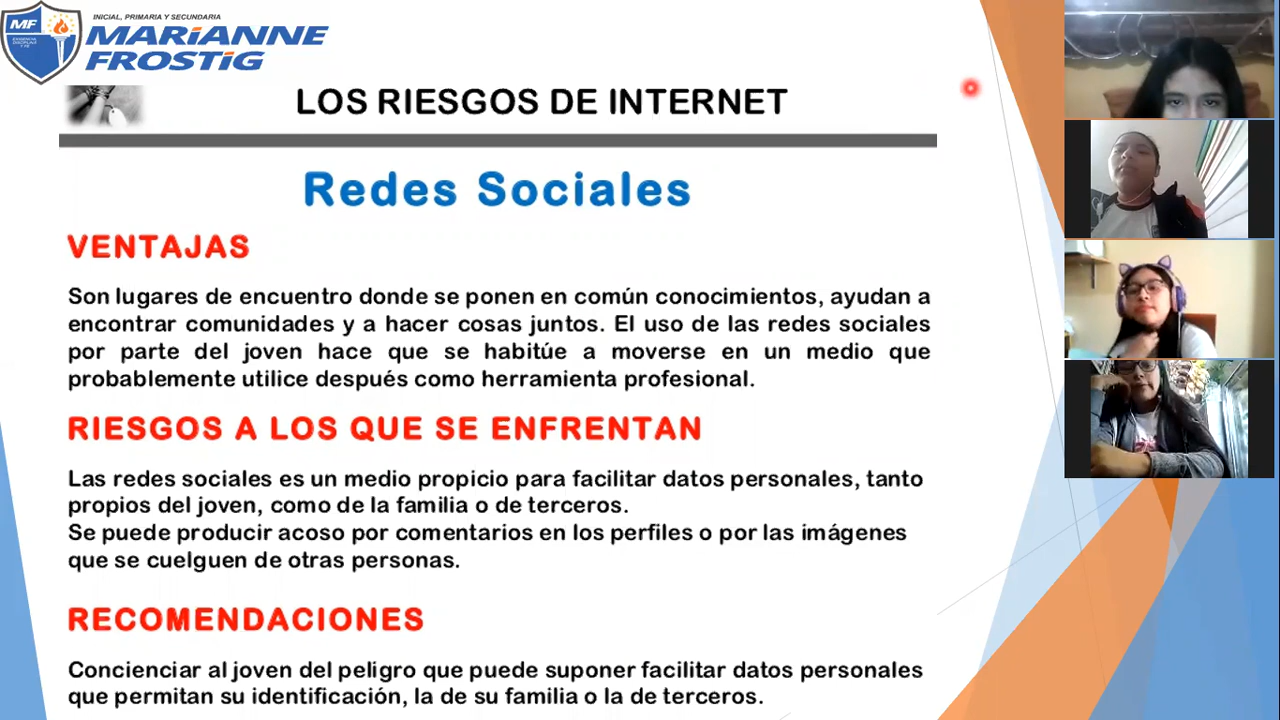 INICIAL, PRIMARIA Y SECUNDARIA
MF
MARiANNE
FROSTiG
LOS RIESGOS DE INTERNET
Redes Sociales
VENTAJAS
Son lugares de encuentro donde se ponen en común conocimientos, ayudan a
encontrar comunidades y a hacer cosas juntos. El uso de las redes sociales
por parte del joven hace que se habitúe a moverse en un medio que
probablemente utilice después como herramienta profesional.
RIESGOS A LOS QUE SE ENFRENTAN
Las redes sociales es un medio propicio para facilitar datos personales, tanto
propios del joven, como de la familia o de terceros.
Se puede producir acoso por comentarios en los perfiles o por las imágenes
que se cuelguen de otras personas.
RECOMENDACIONES
Concienciar al joven del peligro que puede suponer facilitar datos personales
que permitan su identificación, la de su familia o la de terceros.